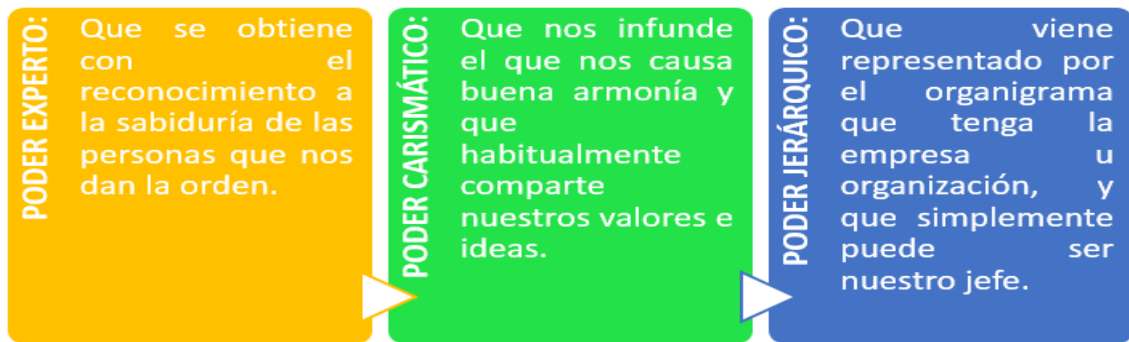 PODER EXPERTO:
Que se obtiene
con el
reconocimiento a
la sabiduría de las
personas que nos
dan la orden.
PODER CARISMÁTICO:
Que nos infunde
el que nos causa
buena armonía y
que
habitualmente
comparte
nuestros valores e
ideas.
PODER JERÁRQUICO:
Que viene
representado por
el organigrama
que tenga la
empresa u
organización, y
que simplemente
puede ser
nuestro jefe.